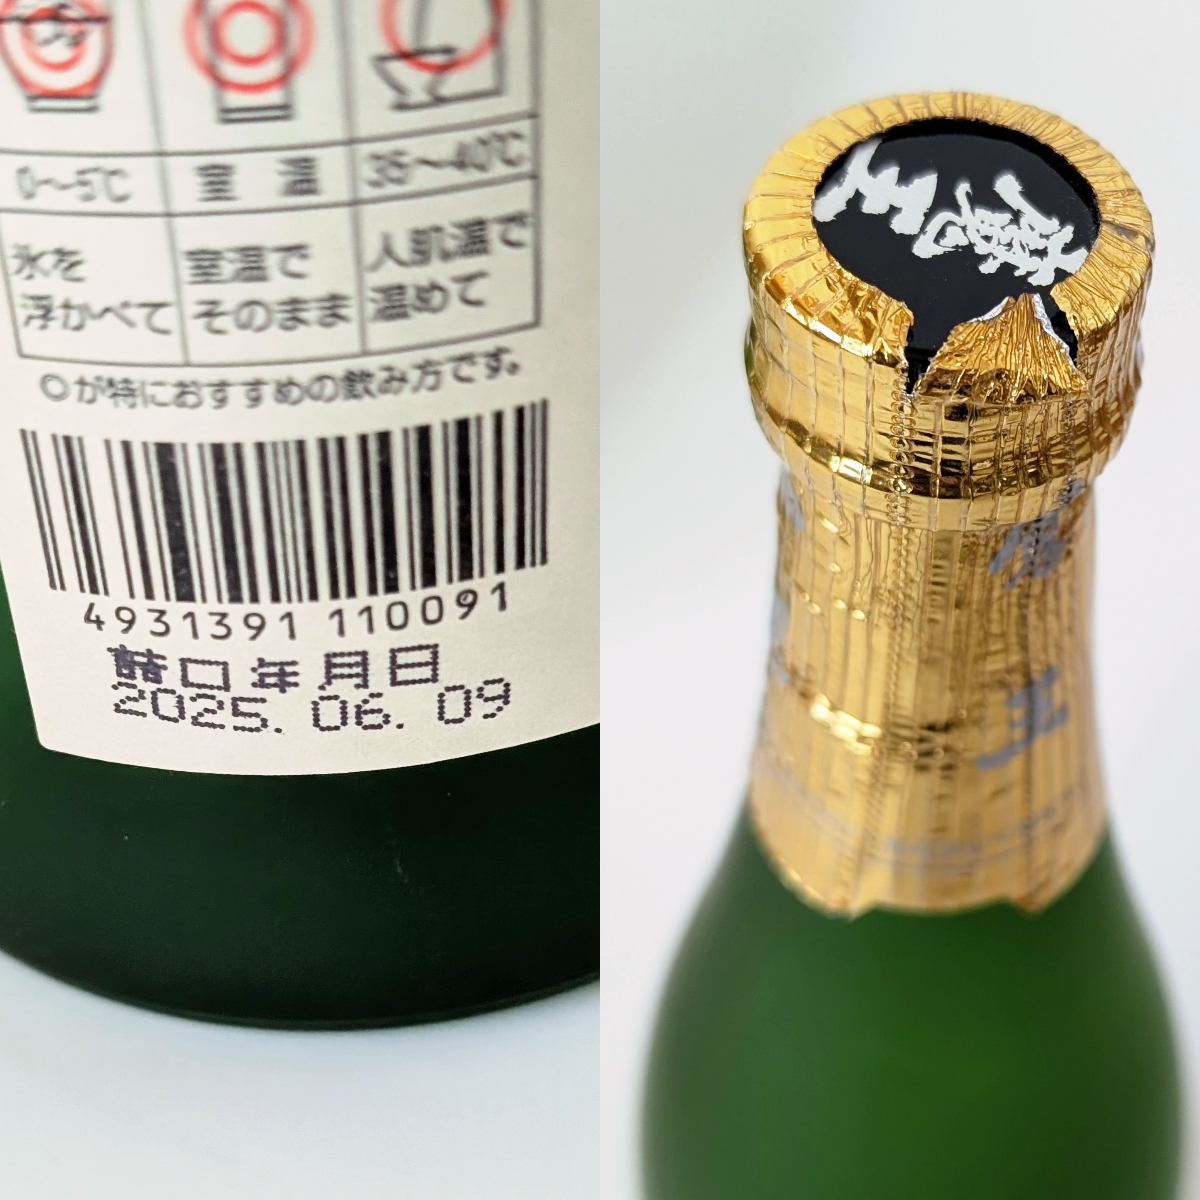 0〜5℃
室 温
35〜40℃
氷を
浮かべて
室温で
そのまま
人肌温で
温めて
◎が特におすすめの飲み方です。
4931391 110091
詰口年月日
2025. 06. 09